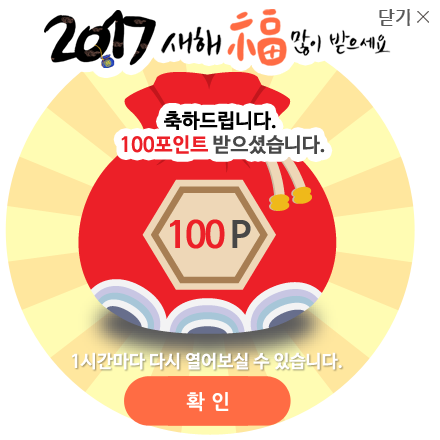 닫기 ×
2017 새해 福 많이 받으세요
축하드립니다.
100포인트 받으셨습니다.
100 P
1시간마다 다시 열어보실 수 있습니다.
확 인